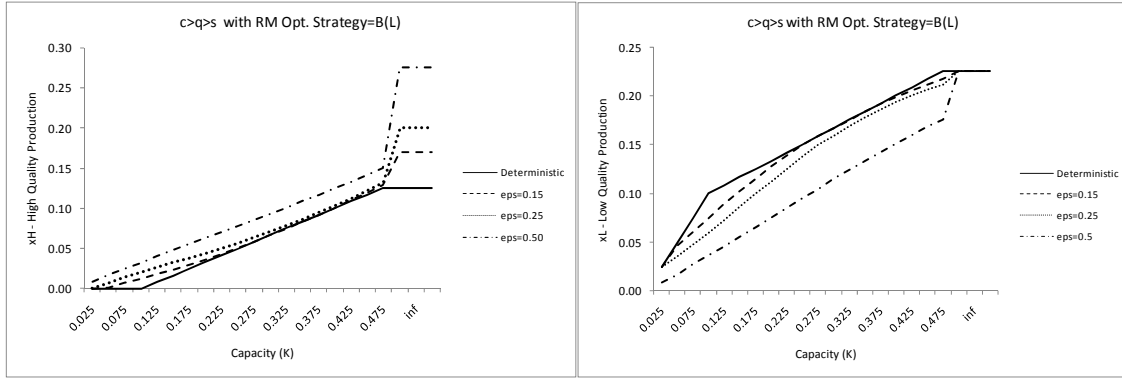 c>q>s with RM Opt. Strategy=B(L)
xH - High Quality Production
0.30
0.25
0.20
0.15
0.10
0.05
0.00
0.025
0.075
0.125
0.175
0.225
0.275
0.325
0.375
0.425
0.475
inf
Capacity (K)
Deterministic
eps=0.15
eps=0.25
eps=0.50
c>q>s with RM Opt. Strategy=B(L)
xL - Low Quality Production
0.25
0.20
0.15
0.10
0.05
0.00
0.025
0.075
0.125
0.175
0.225
0.275
0.325
0.375
0.425
0.475
inf
Capacity (K)
Deterministic
eps=0.15
eps=0.25
eps=0.5